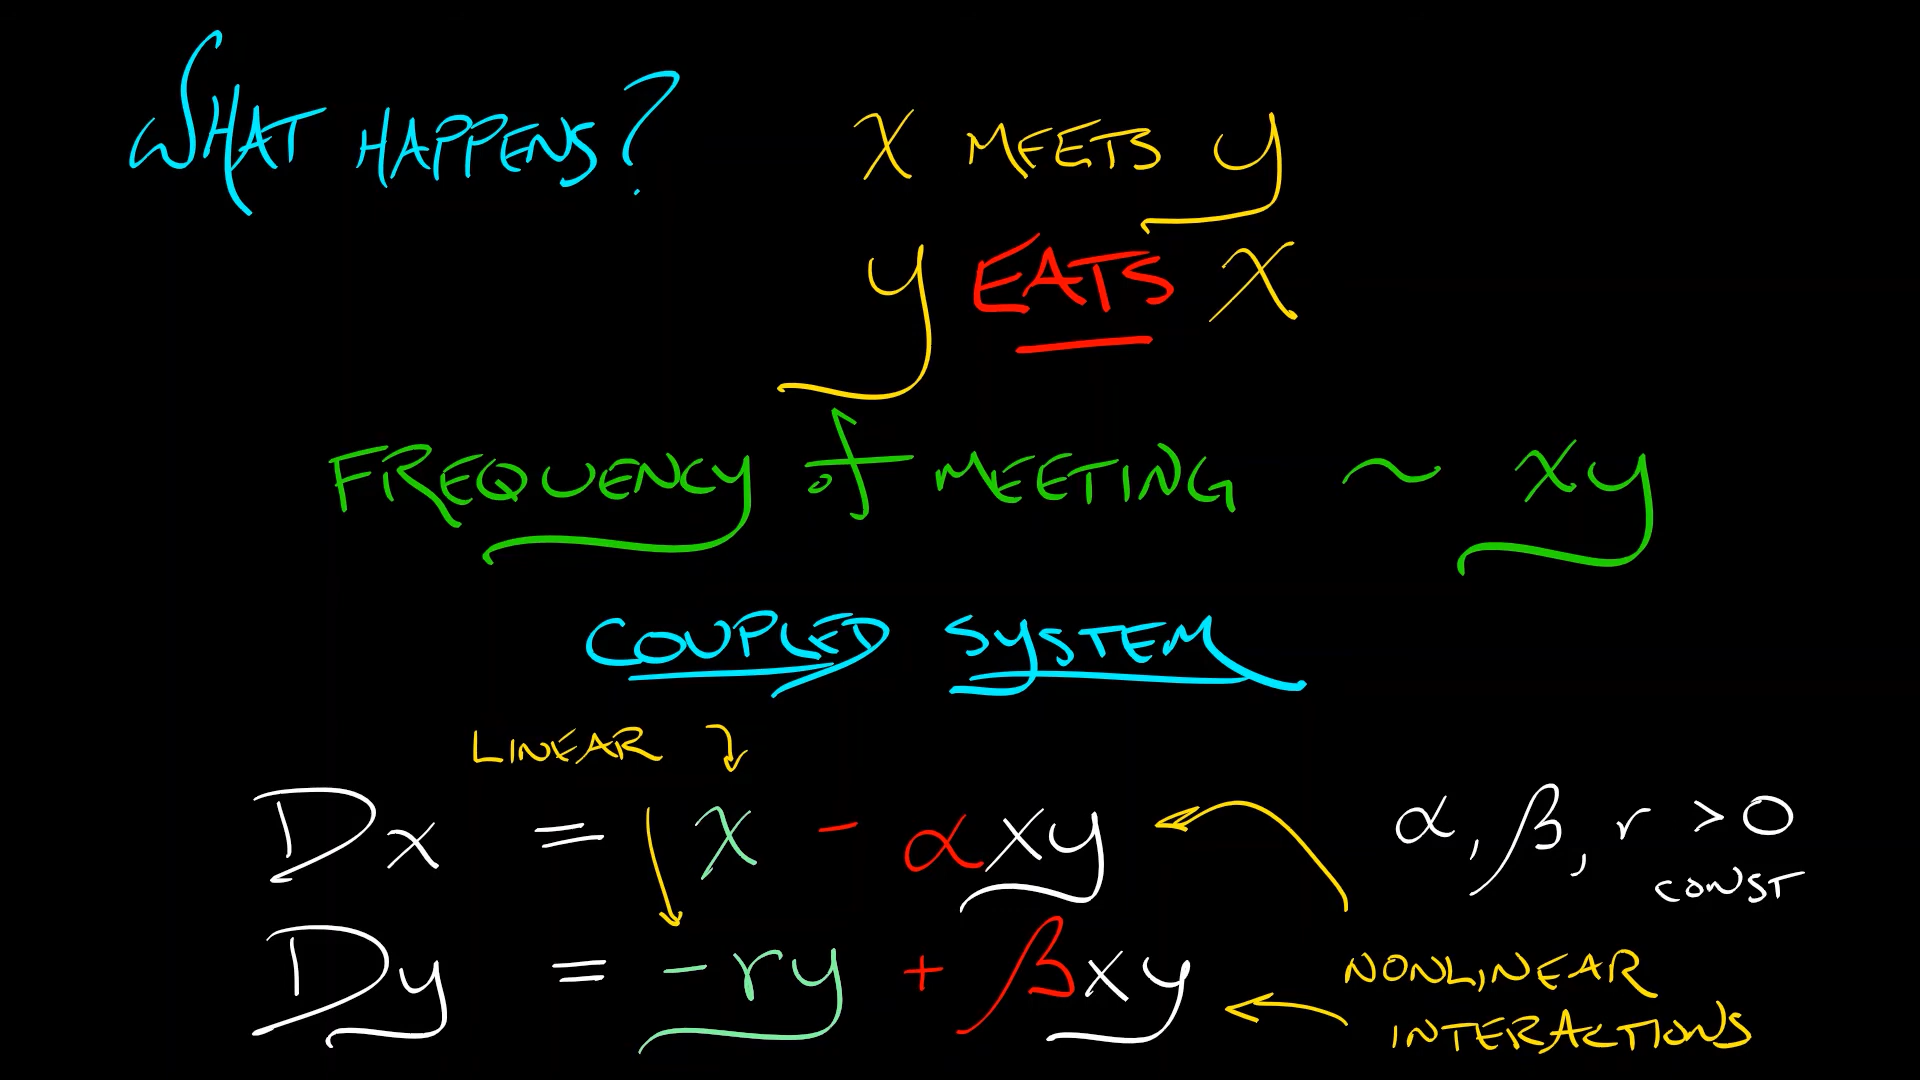 WHAT HAPPENS?
x MEETS y
y EATS x
FREQUENCY of MEETING ~ xy
COUPLED SYSTEM
LINEAR
Dx = x - αxy
α, β, r > 0
CONST
Dy = -ry + βxy
NONLINEAR
INTERACTIONS